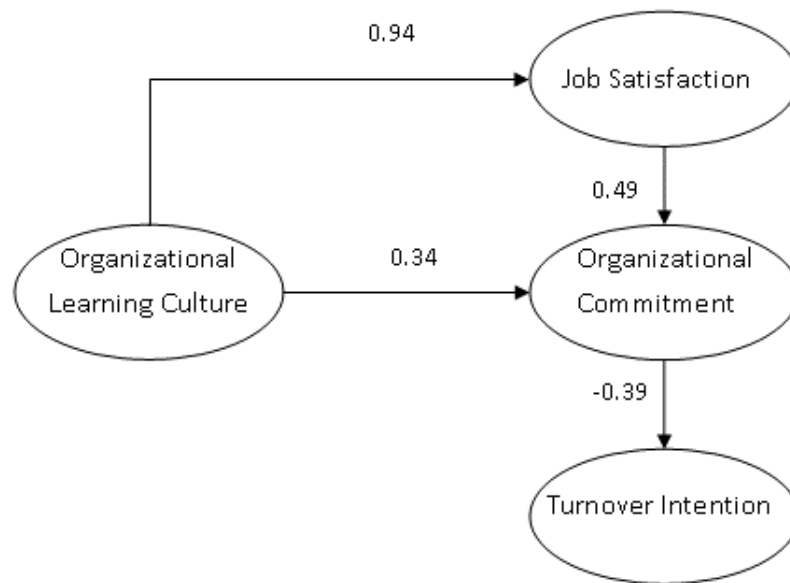 0.94
Job Satisfaction
0.49
Organizational
Learning Culture
0.34
Organizational
Commitment
-0.39
Turnover Intention